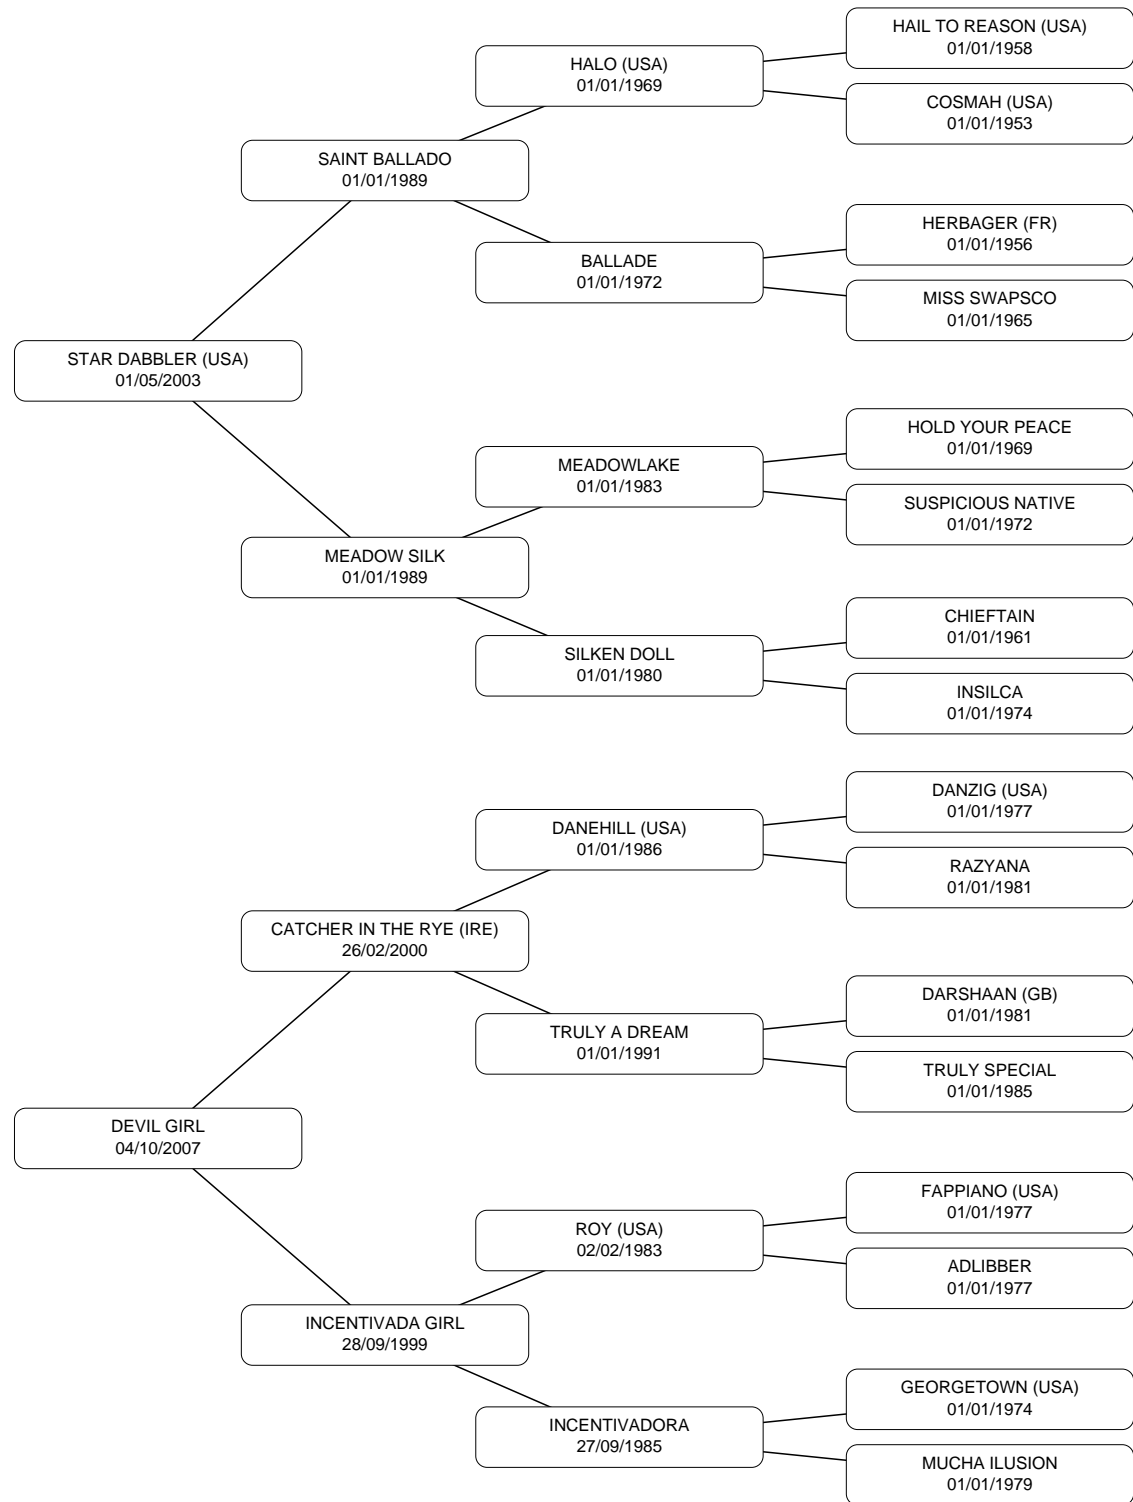 HAIL TO REASON (USA)
01/01/1958
HALO (USA)
01/01/1969
COSMAH (USA)
01/01/1953
SAINT BALLADO
01/01/1989
HERBAGER (FR)
01/01/1956
BALLADE
01/01/1972
MISS SWAPSCO
01/01/1965
STAR DABBLER (USA)
01/05/2003
HOLD YOUR PEACE
01/01/1969
MEADOWLAKE
01/01/1983
SUSPICIOUS NATIVE
01/01/1972
MEADOW SILK
01/01/1989
CHIEFTAIN
01/01/1961
SILKEN DOLL
01/01/1980
INSILCA
01/01/1974
DANZIG (USA)
01/01/1977
DANEHILL (USA)
01/01/1986
RAZYANA
01/01/1981
CATCHER IN THE RYE (IRE)
26/02/2000
DARSHAAN (GB)
01/01/1981
TRULY A DREAM
01/01/1991
TRULY SPECIAL
01/01/1985
DEVIL GIRL
04/10/2007
FAPPIANO (USA)
01/01/1977
ROY (USA)
02/02/1983
ADLIBBER
01/01/1977
INCENTIVADA GIRL
28/09/1999
GEORGETOWN (USA)
01/01/1974
INCENTIVADORA
27/09/1985
MUCHA ILUSION
01/01/1979